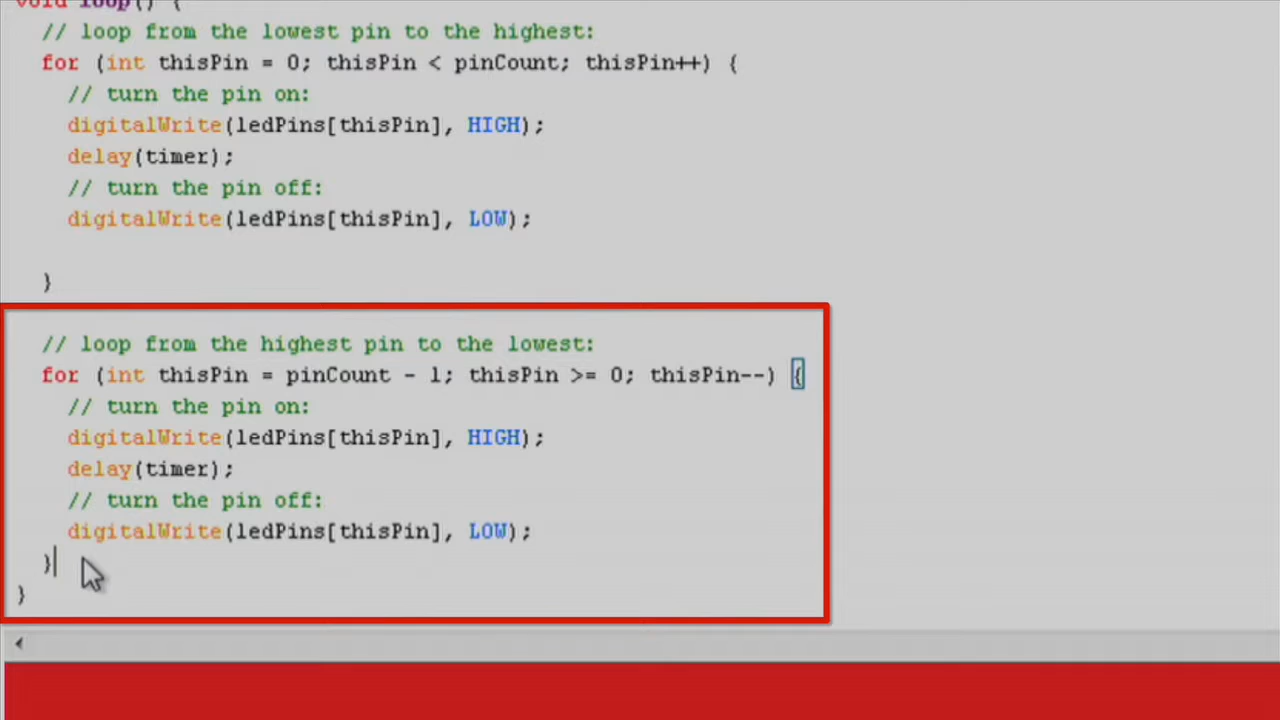 void loop() {
// loop from the lowest pin to the highest:
for (int thisPin = 0; thisPin < pinCount; thisPin++) {
// turn the pin on:
digitalWrite(ledPins[thisPin], HIGH);
delay(timer);
// turn the pin off:
digitalWrite(ledPins[thisPin], LOW);
}
// loop from the highest pin to the lowest:
for (int thisPin = pinCount - 1; thisPin >= 0; thisPin--) {
// turn the pin on:
digitalWrite(ledPins[thisPin], HIGH);
delay(timer);
// turn the pin off:
digitalWrite(ledPins[thisPin], LOW);
}
}